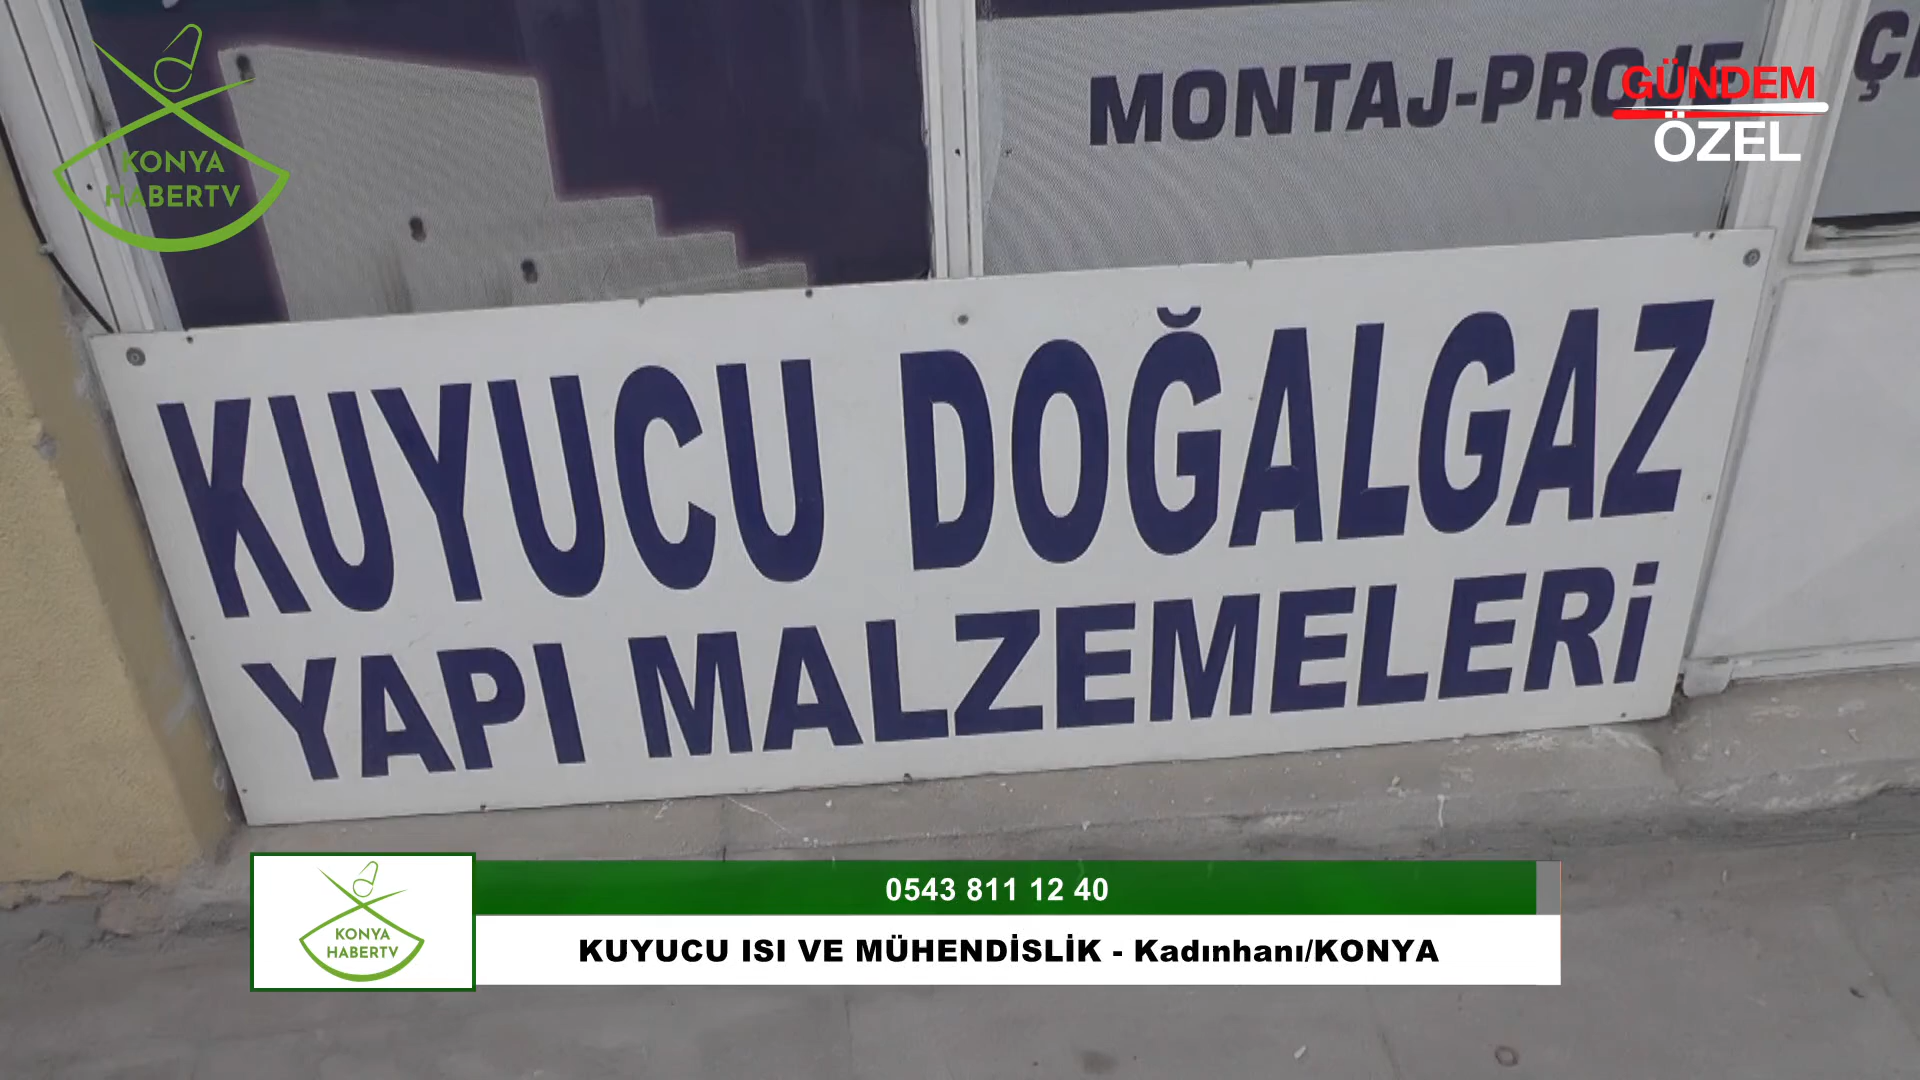 KONYA
HABERTV
MONTAJ-PROJE
GÜNDEM
ÖZEL
KUYUCU DOĞALGAZ
YAPI MALZEMELERİ
0543 811 12 40
KONYA
HABERTV
KUYUCU ISI VE MÜHENDİSLİK - Kadınhanı/KONYA